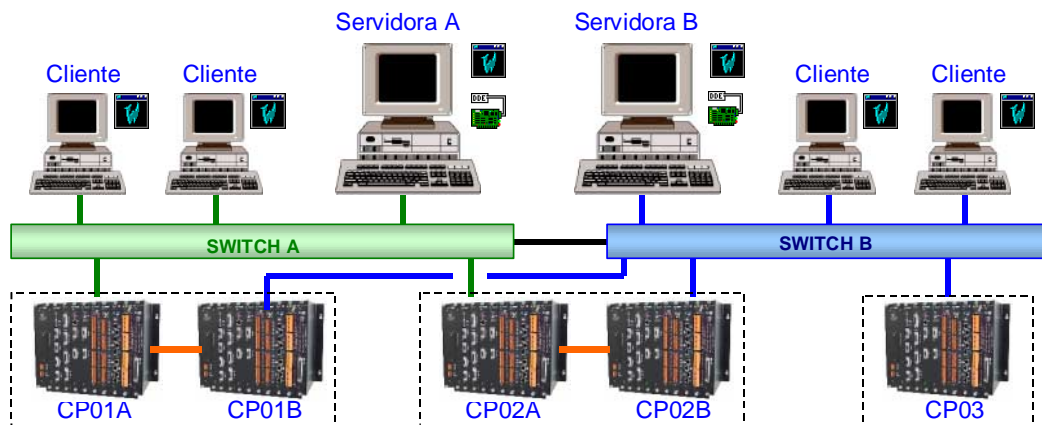 Servidora A
Servidora B
Cliente
Cliente
Cliente
Cliente
DDE
DDE
SWITCH A
SWITCH B
CP01A
CP01B
CP02A
CP02B
CP03